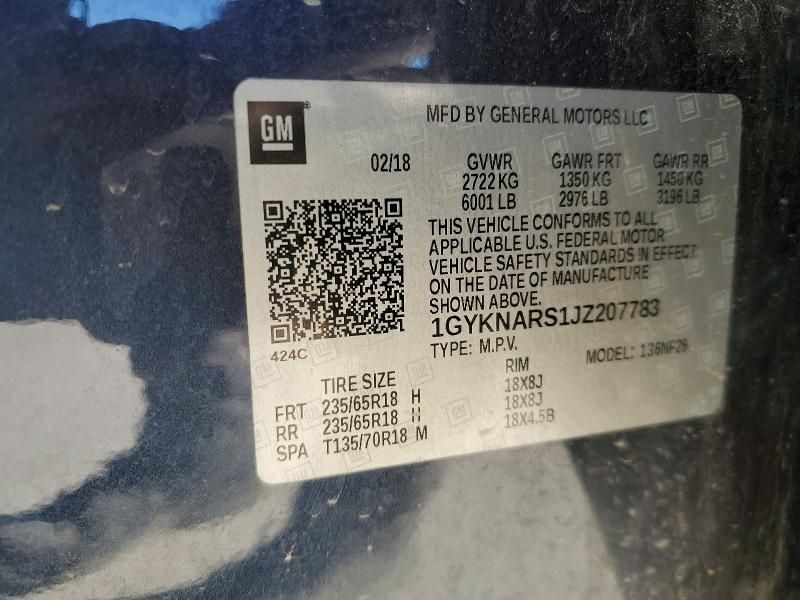 GM
MFD BY GENERAL MOTORS LLC
02/18 GVWR GAWR FRT GAWR RR
2722 KG 1350 KG 1450 KG
6001 LB 2976 LB 3196 LB
THIS VEHICLE CONFORMS TO ALL
APPLICABLE U.S. FEDERAL MOTOR
VEHICLE SAFETY STANDARDS IN EFFECT
ON THE DATE OF MANUFACTURE
SHOWN ABOVE.
1GYKNARS1JZ207783
424C
TYPE: M.P.V. MODEL: 136NF26
TIRE SIZE RIM
FRT 235/65R18 H 18X8J
RR 235/65R18 H 18X8J
SPA T135/70R18 M 18X4.5B